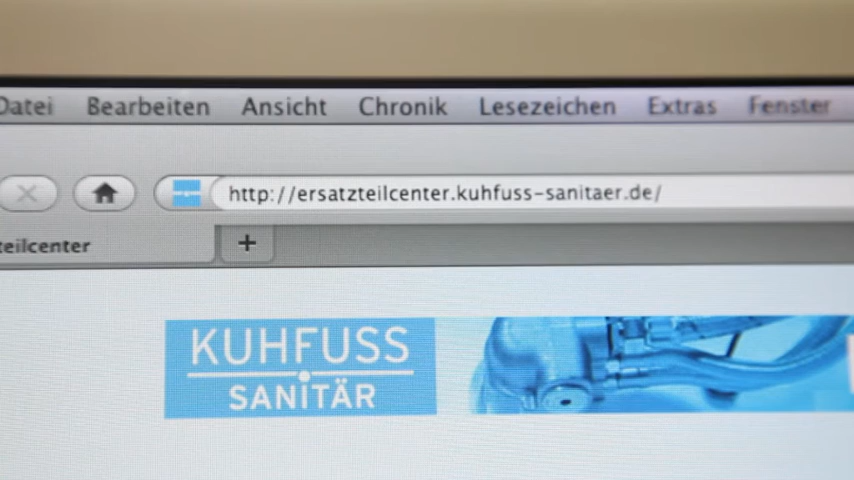 Datei Bearbeiten Ansicht Chronik Lesezeichen Extras Fenster
http://ersatzteilcenter.kuhfuss-sanitaer.de/
teilcenter +
KUHFUSS
SANITÄR